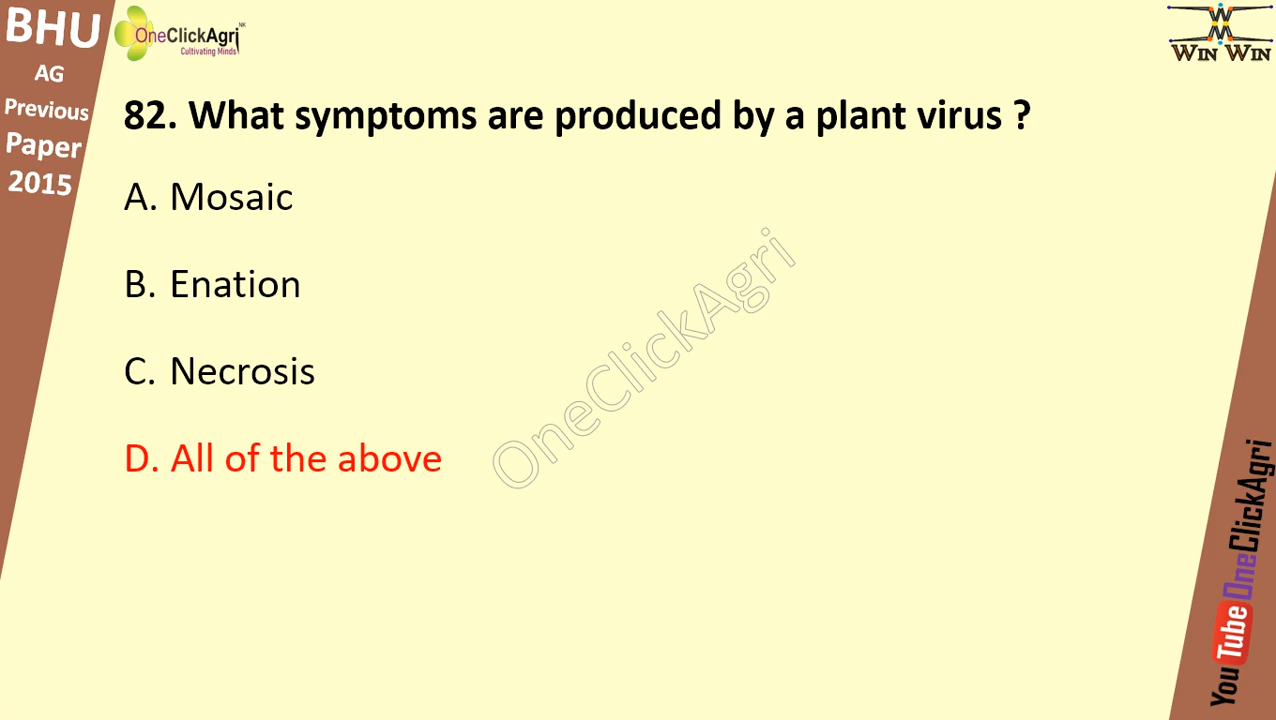 BHU
AG
Previous
Paper
2015
OneClickAgri NK
Cultivating Minds
WIN WIN
82. What symptoms are produced by a plant virus ?
A. Mosaic
B. Enation
C. Necrosis
D. All of the above
OneClickAgri
YouTube OneClickAgri